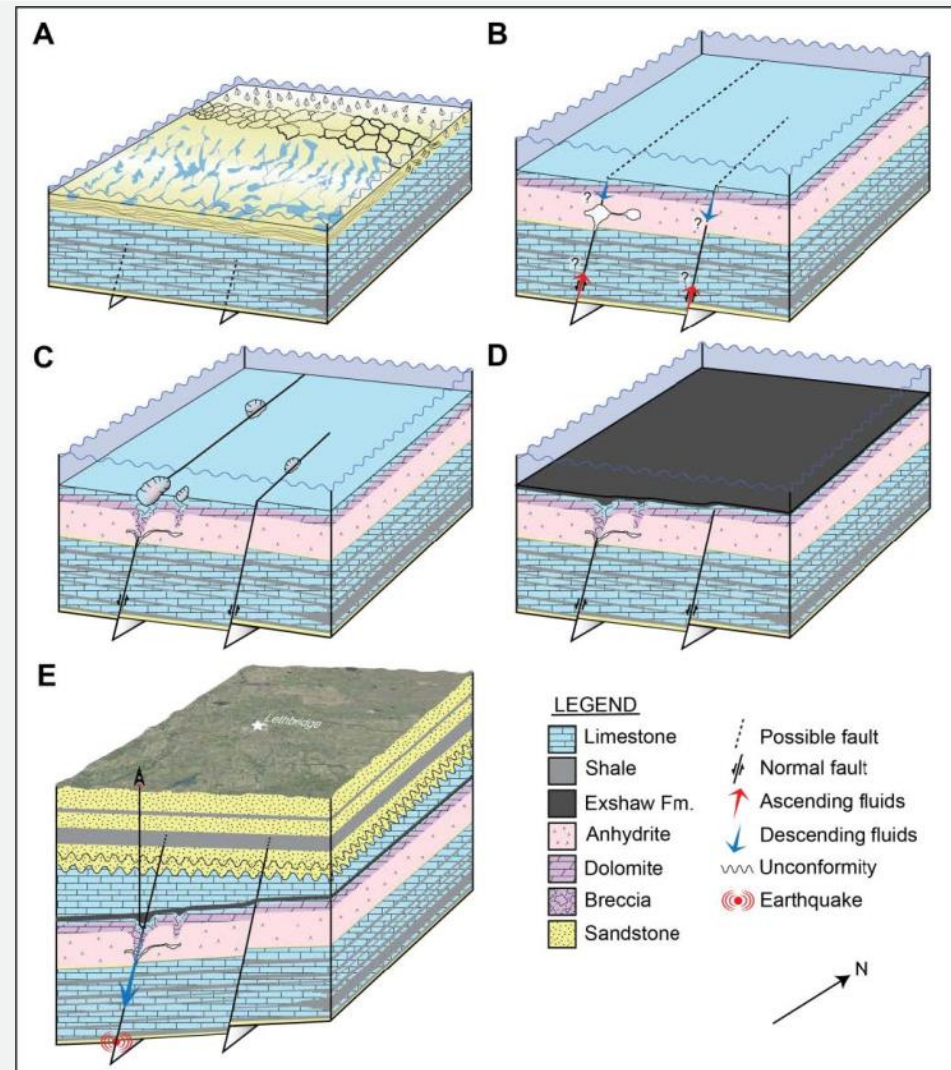 A
B
?
?
?
?
C
D
E
Lethbridge
LEGEND
Limestone
Shale
Exshaw Fm.
Anhydrite
Dolomite
Breccia
Sandstone
Possible fault
Normal fault
Ascending fluids
Descending fluids
Unconformity
Earthquake
N